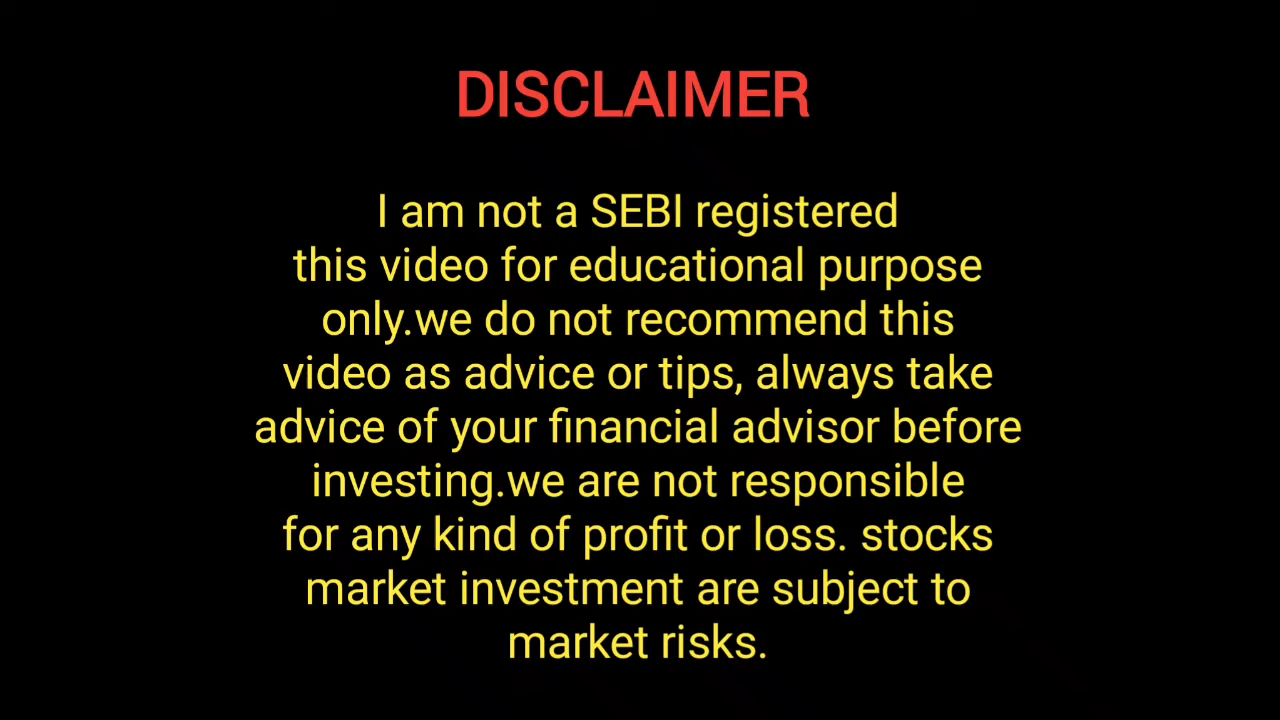 DISCLAIMER
I am not a SEBI registered
this video for educational purpose
only.we do not recommend this
video as advice or tips, always take
advice of your financial advisor before
investing.we are not responsible
for any kind of profit or loss. stocks
market investment are subject to
market risks.